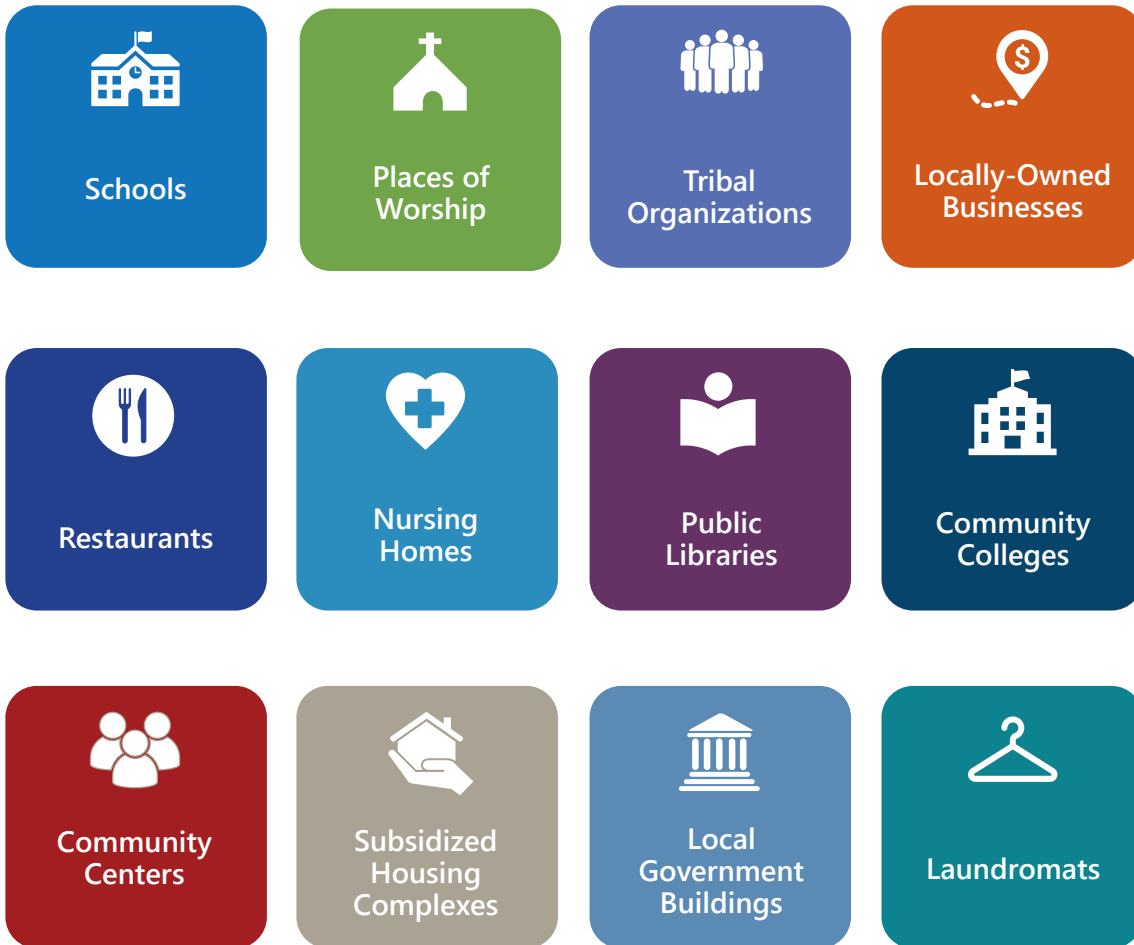 $
Schools
Places of
Worship
Tribal
Organizations
Locally-Owned
Businesses
Restaurants
Nursing
Homes
Public
Libraries
Community
Colleges
Community
Centers
Subsidized
Housing
Complexes
Local
Government
Buildings
Laundromats